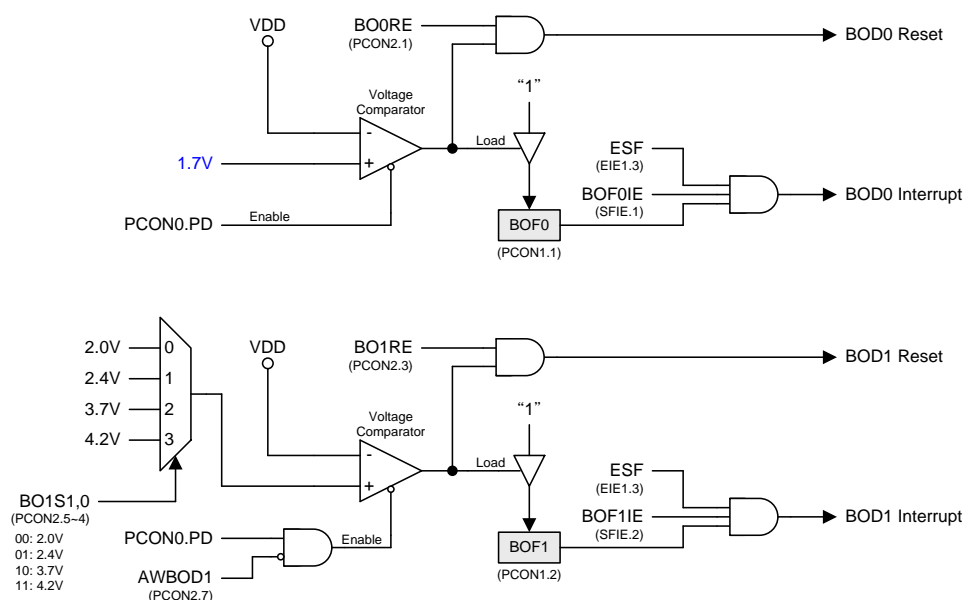 VDD
BO0RE
(PCON2.1)
BOD0 Reset
Voltage
Comparator
“1”
-
+
Load
1.7V
ESF
(EIE1.3)
BOF0IE
(SFIE.1)
BOD0 Interrupt
PCON0.PD
Enable
BOF0
(PCON1.1)
2.0V
0
2.4V
1
3.7V
2
4.2V
3
VDD
BO1RE
(PCON2.3)
BOD1 Reset
Voltage
Comparator
“1”
-
+
Load
BO1S1,0
(PCON2.5~4)
00: 2.0V
01: 2.4V
10: 3.7V
11: 4.2V
ESF
(EIE1.3)
BOF1IE
(SFIE.2)
BOD1 Interrupt
PCON0.PD
Enable
AWBOD1
(PCON2.7)
BOF1
(PCON1.2)